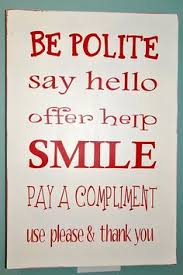 BE POLITE
say hello
offer help
SMILE
PAY A COMPLIMENT
use please & thank you